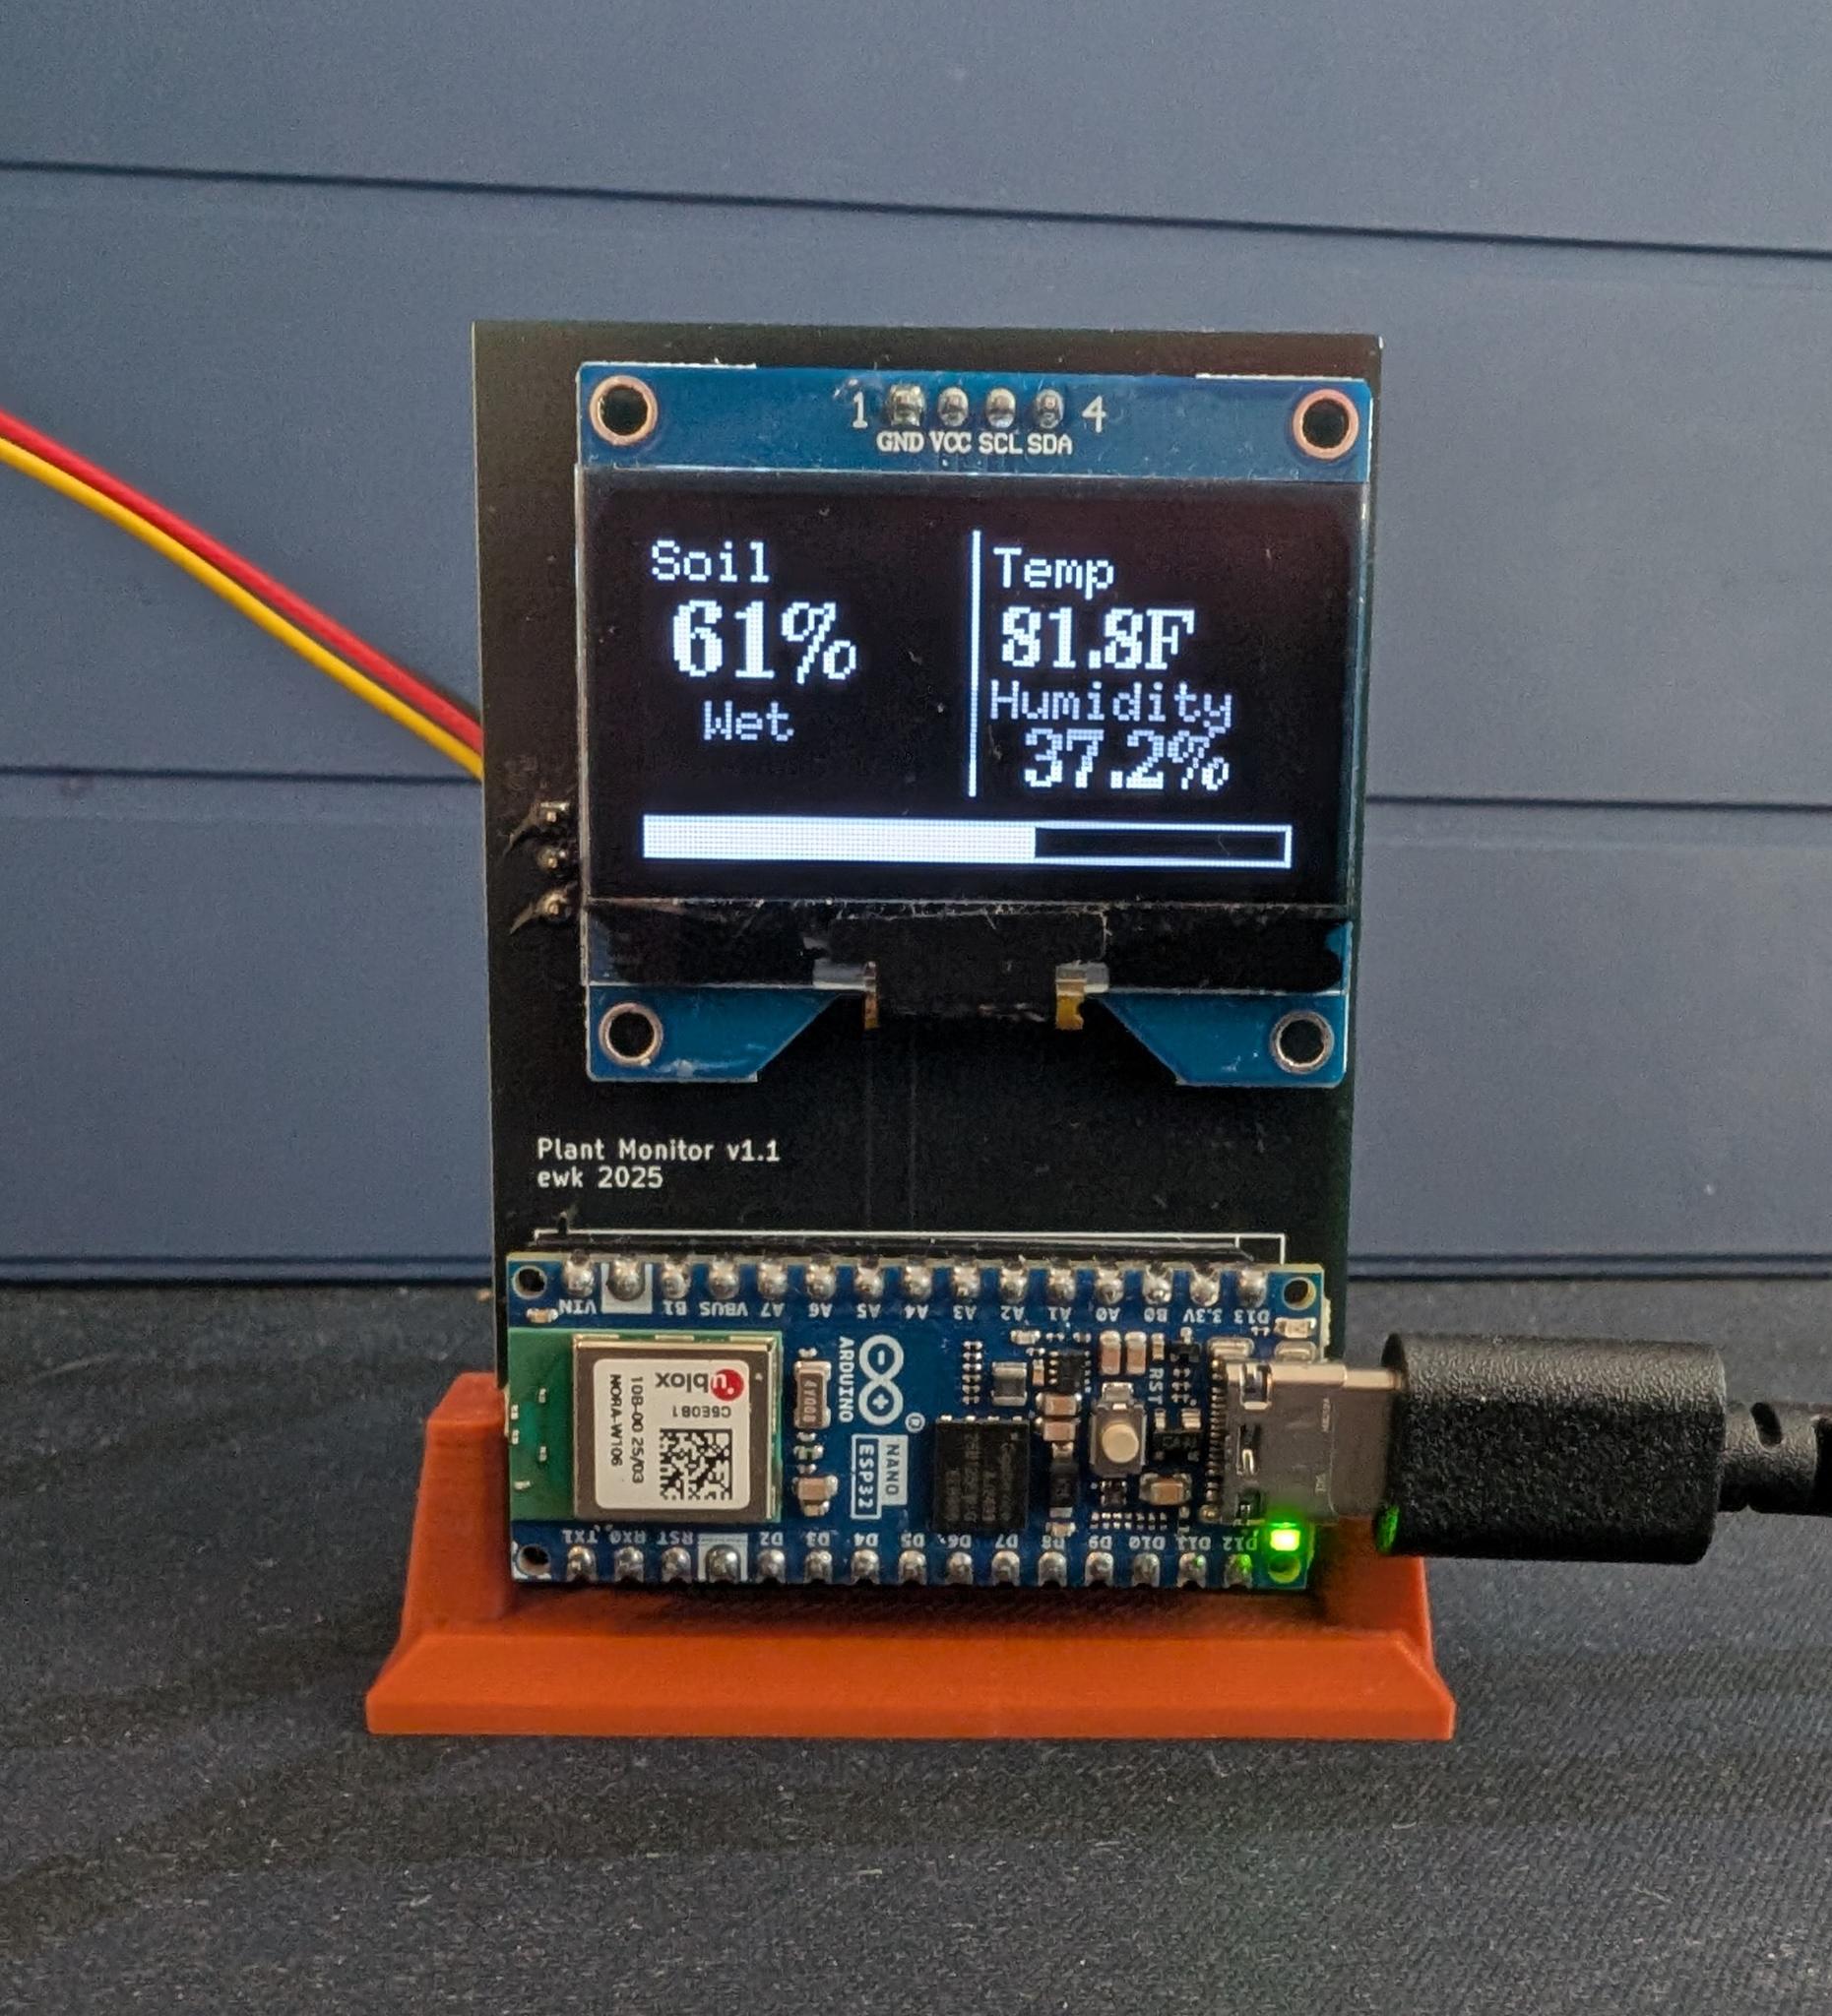 1 4
GND VCC SCL SDA
Soil
61%
Wet
Temp
81.8F
Humidity
37.2%
Plant Monitor v1.1
ewk 2025
VIN B1 VBUS A7 A6 A5 A4 A3 A2 A1 A0 B0 3.3V D13
ublox
C5E0B1
10B-00 25/03
NORA-W106
ARDUINO
NANO
ESP32
RST
TX1 RX0 RST D2 D3 D4 D5 D6 D7 D8 D9 D10 D11 D12